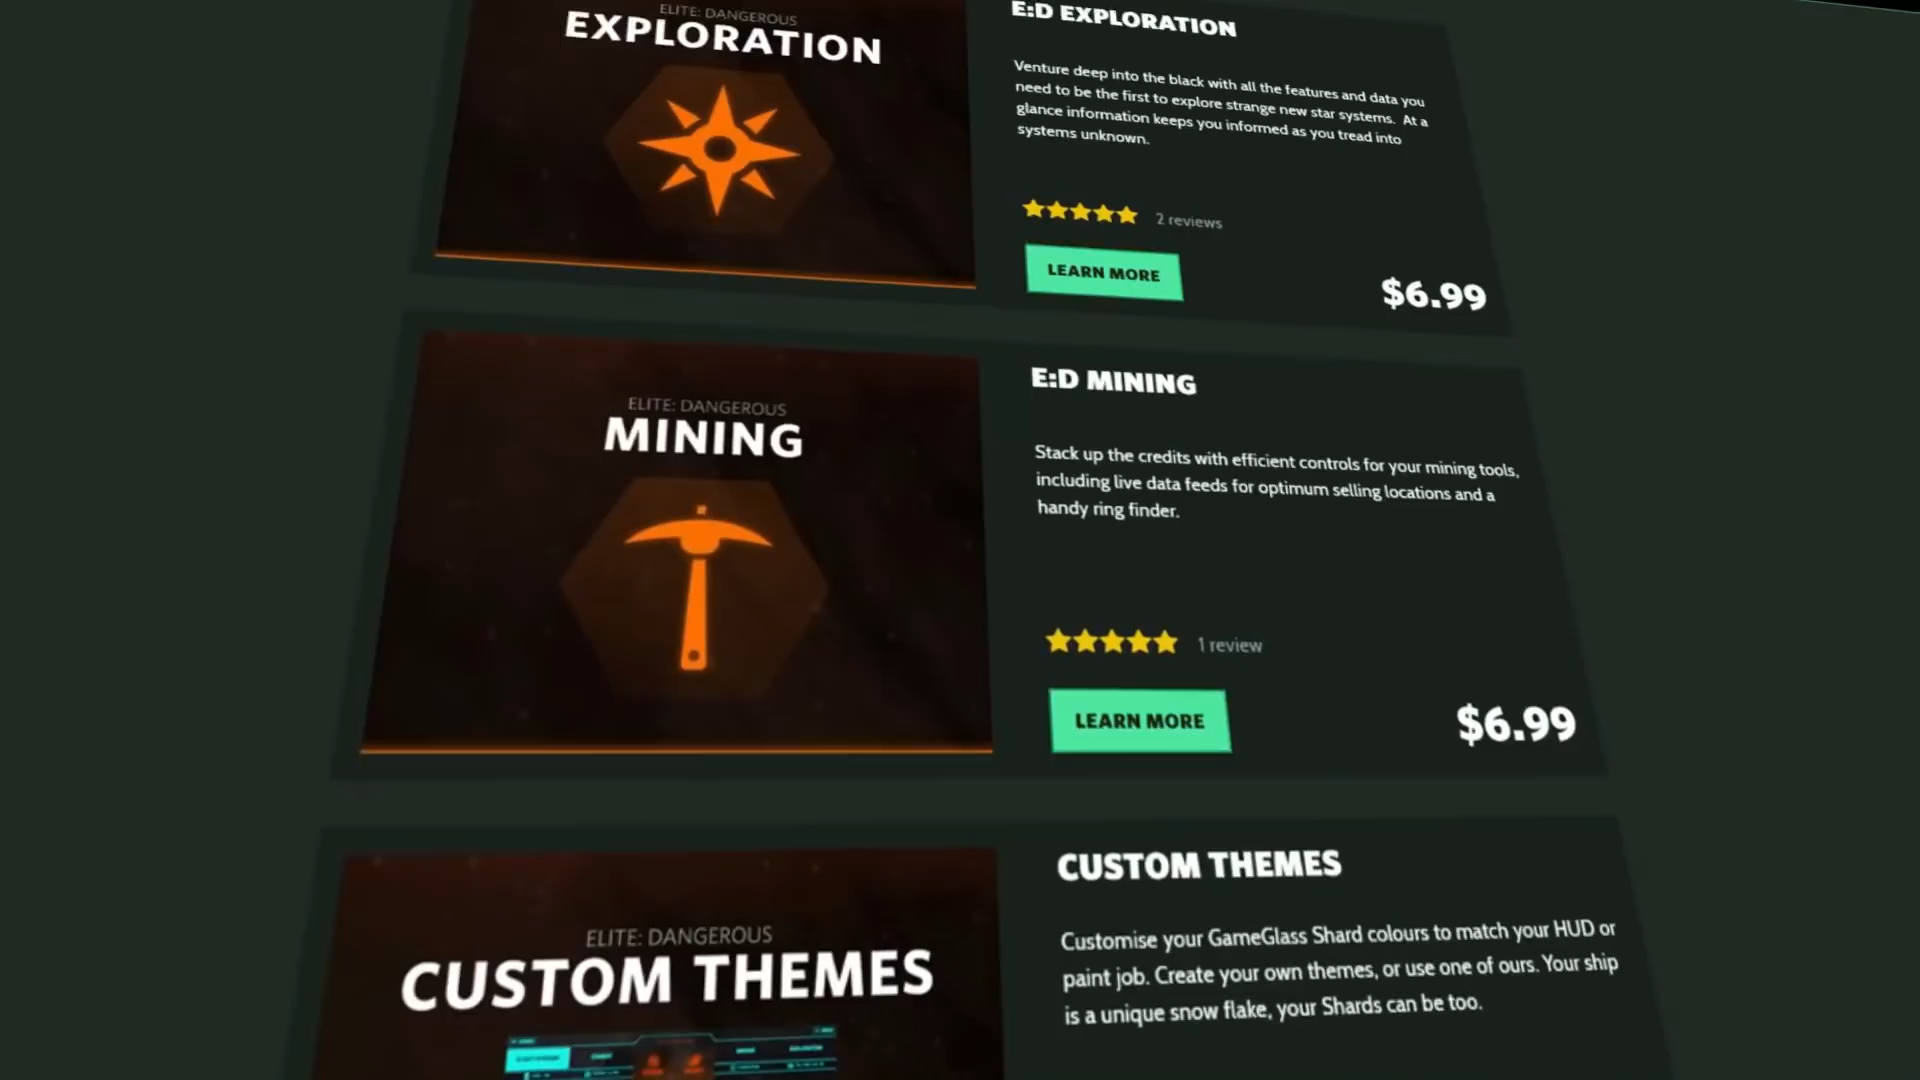 ELITE: DANGEROUS
EXPLORATION
E:D EXPLORATION
Venture deep into the black with all the features and data you
need to be the first to explore strange new star systems. At a
glance information keeps you informed as you tread into
systems unknown.
2 reviews
LEARN MORE
$6.99
ELITE: DANGEROUS
MINING
E:D MINING
Stack up the credits with efficient controls for your mining tools,
including live data feeds for optimum selling locations and a
handy ring finder.
1 review
LEARN MORE
$6.99
ELITE: DANGEROUS
CUSTOM THEMES
CUSTOM THEMES
Customise your GameGlass Shard colours to match your HUD or
paint job. Create your own themes, or use one of ours. Your ship
is a unique snow flake, your Shards can be too.